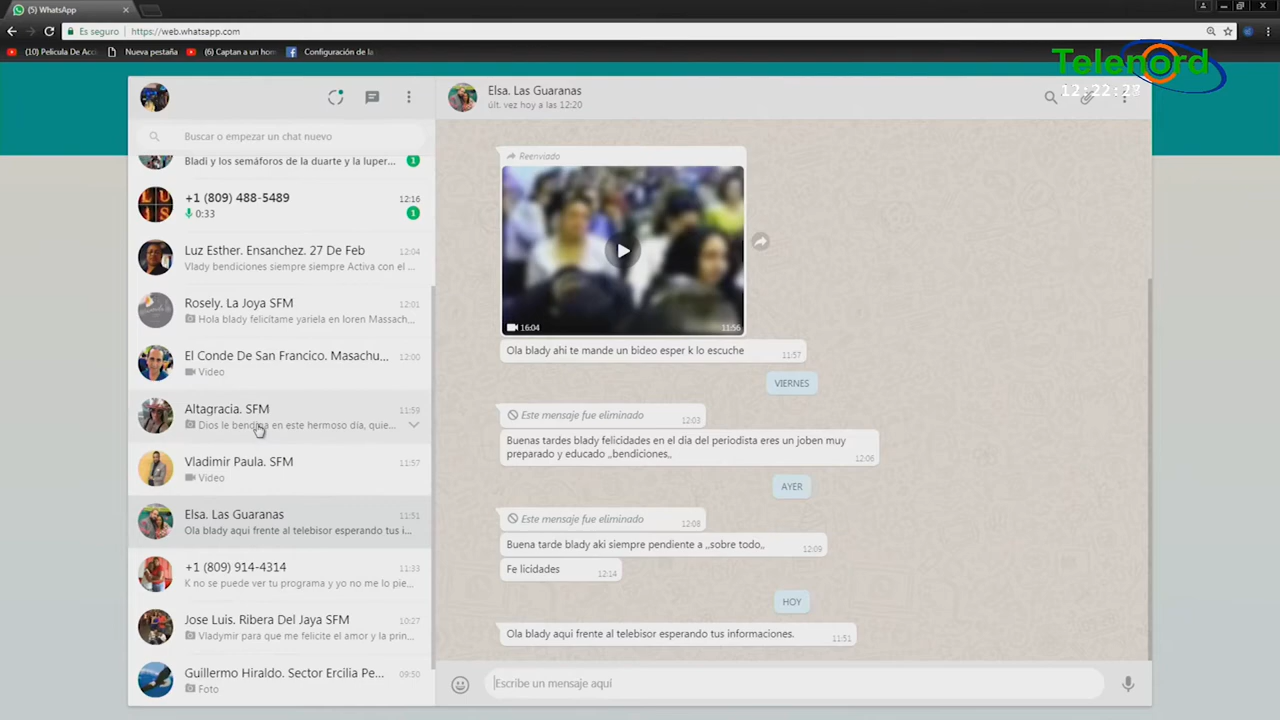 (5) WhatsApp
Es seguro
https://web.whatsapp.com
(10) Pelicula De Acci
Nueva pestaña
(6) Captan a un hom
Configuración de la
Telenord
12:22:23
Buscar o empezar un chat nuevo
Bladi y los semáforos de la duarte y la luper...
1
+1 (809) 488-5489
12:16
0:33
1
Luz Esther. Ensanchez. 27 De Feb
12:04
Vlady bendiciones siempre siempre Activa con el ...
Rosely. La Joya SFM
12:01
Hola blady felicítame yariela en loren Massach...
El Conde De San Francico. Masachu...
12:00
Video
Altagracia. SFM
11:59
Dios le bendiga en este hermoso día, quie...
Vladimir Paula. SFM
11:57
Video
Elsa. Las Guaranas
11:51
Ola blady aqui frente al telebisor esperando tus i...
+1 (809) 914-4314
11:33
K no se puede ver tu programa y yo no me lo pie...
Jose Luis. Ribera Del Jaya SFM
10:27
Vladymir para que me felicite el amor y la prin...
Guillermo Hiraldo. Sector Ercilia Pe...
09:50
Foto
Elsa. Las Guaranas
últ. vez hoy a las 12:20
Reenviado
16:04
11:56
Ola blady ahi te mande un bideo esper k lo escuche
11:57
VIERNES
Este mensaje fue eliminado
12:03
Buenas tardes blady felicidades en el dia del periodista eres un joben muy
preparado y educado ,,bendiciones,,
12:06
AYER
Este mensaje fue eliminado
12:08
Buena tarde blady aki siempre pendiente a ,,sobre todo,,
12:09
Fe licidades
12:14
HOY
Ola blady aqui frente al telebisor esperando tus informaciones.
11:51
Escribe un mensaje aquí